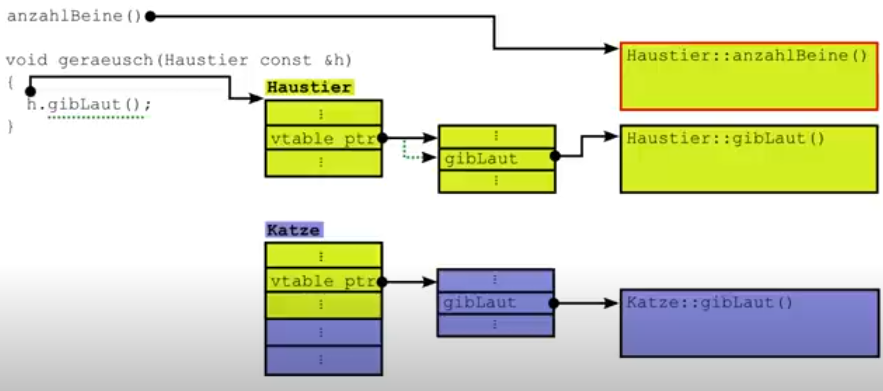 anzahlBeine()
Haustier::anzahlBeine()
void geraeusch(Haustier const &h)
{
h.gibLaut();
}
Haustier
⋮
vtable ptr
⋮
⋮
gibLaut
⋮
Haustier::gibLaut()
Katze
⋮
vtable ptr
⋮
⋮
⋮
⋮
gibLaut
⋮
Katze::gibLaut()